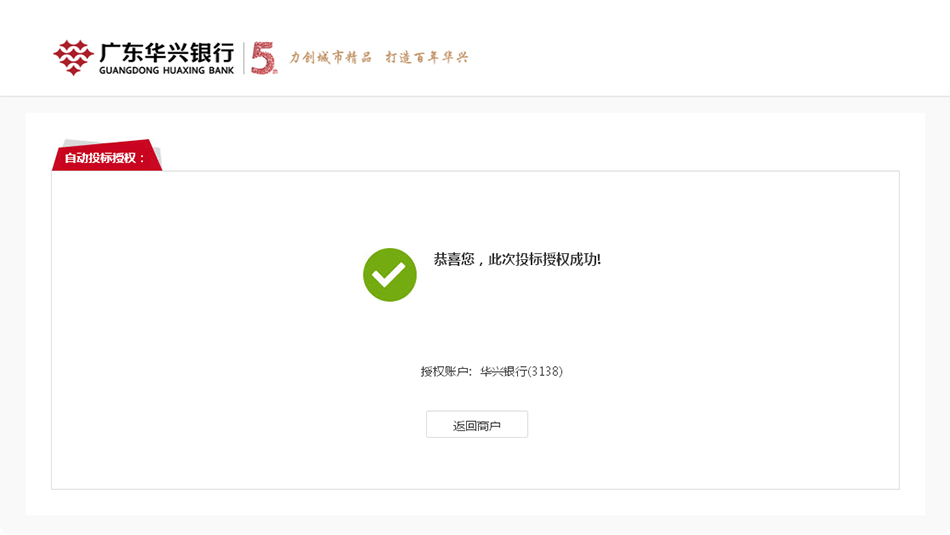 广东华兴银行
GUANGDONG HUAXING BANK
5周年
力创城市精品 打造百年华兴
自动投标授权：
恭喜您，此次投标授权成功!
授权账户: 华兴银行(3138)
返回商户